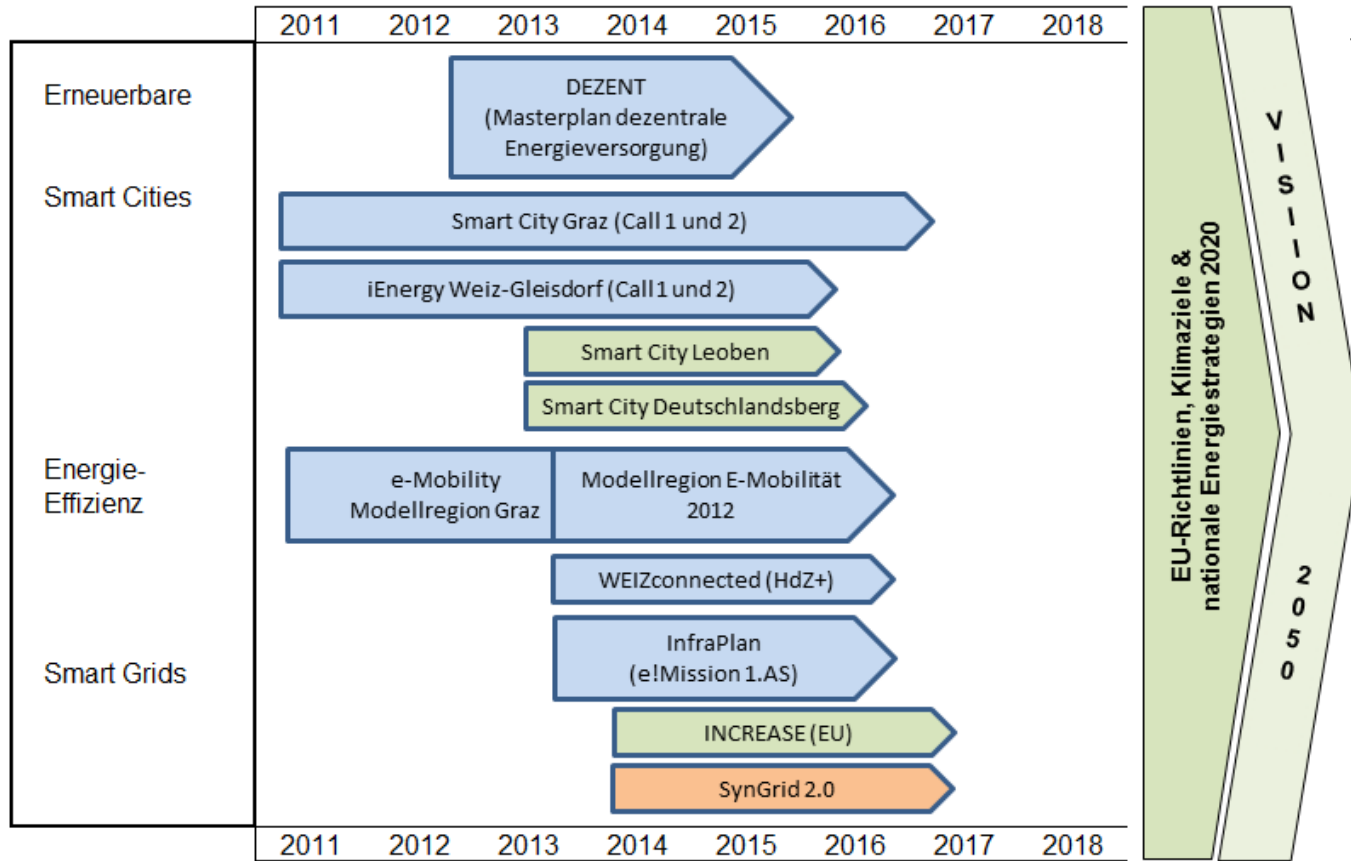 2011 2012 2013 2014 2015 2016 2017 2018
Erneuerbare
DEZENT
(Masterplan dezentrale
Energieversorgung)
Smart Cities
Smart City Graz (Call 1 und 2)
iEnergy Weiz-Gleisdorf (Call1 und 2)
Smart City Leoben
Smart City Deutschlandsberg
Energie-
Effizienz
e-Mobility
Modellregion Graz
Modellregion E-Mobilität
2012
WEIZconnected (HdZ+)
Smart Grids
InfraPlan
(e!Mission 1.AS)
INCREASE (EU)
SynGrid 2.0
2011 2012 2013 2014 2015 2016 2017 2018
EU-Richtlinien, Klimaziele &
nationale Energiestrategien 2020
VISION 2050